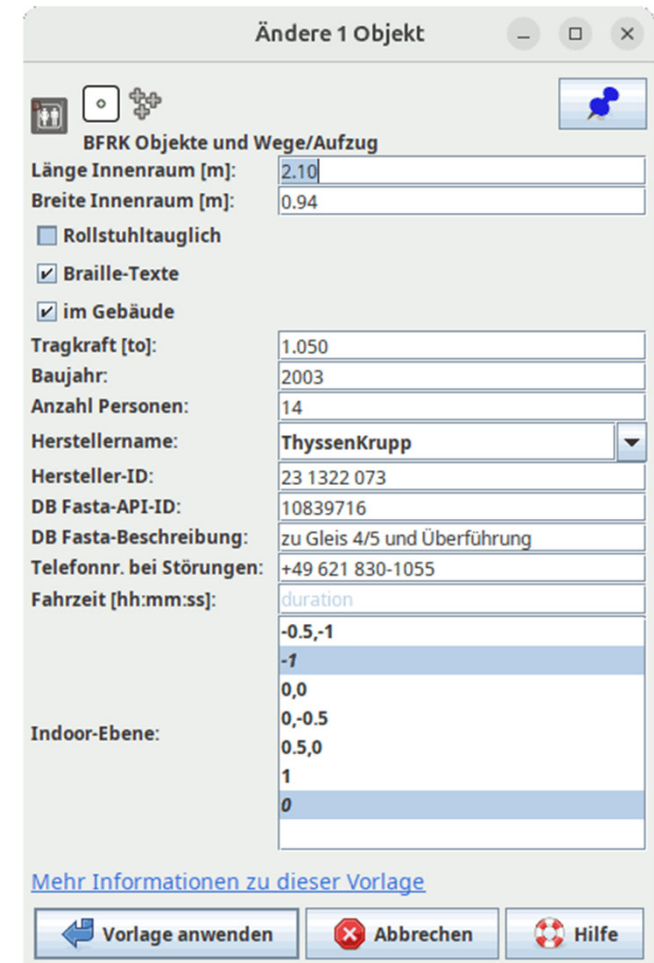 Ändere 1 Objekt
BFRK Objekte und Wege/Aufzug
Länge Innenraum [m]: 2.10
Breite Innenraum [m]: 0.94
Rollstuhltauglich
Braille-Texte
im Gebäude
Tragkraft [to]: 1.050
Baujahr: 2003
Anzahl Personen: 14
Herstellername: ThyssenKrupp
Hersteller-ID: 23 1322 073
DB Fasta-API-ID: 10839716
DB Fasta-Beschreibung: zu Gleis 4/5 und Überführung
Telefonnr. bei Störungen: +49 621 830-1055
Fahrzeit [hh:mm:ss]: duration
-0.5,-1
-1
0,0
0,-0.5
Indoor-Ebene:
0.5,0
1
0
Mehr Informationen zu dieser Vorlage
Vorlage anwenden Abbrechen Hilfe